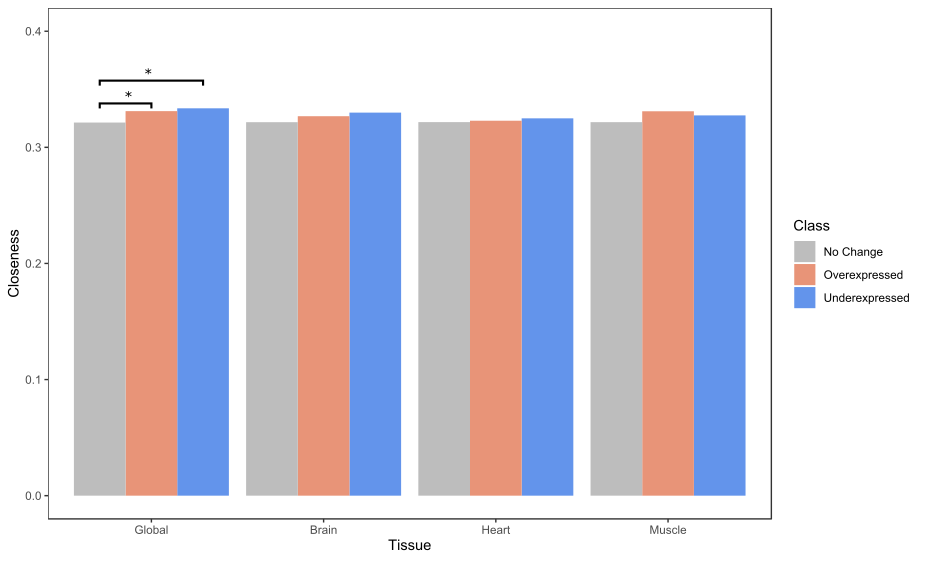 0.4
0.3
0.2
0.1
0.0
Closeness
*
*
Global Brain Heart Muscle
Tissue
Class
No Change
Overexpressed
Underexpressed